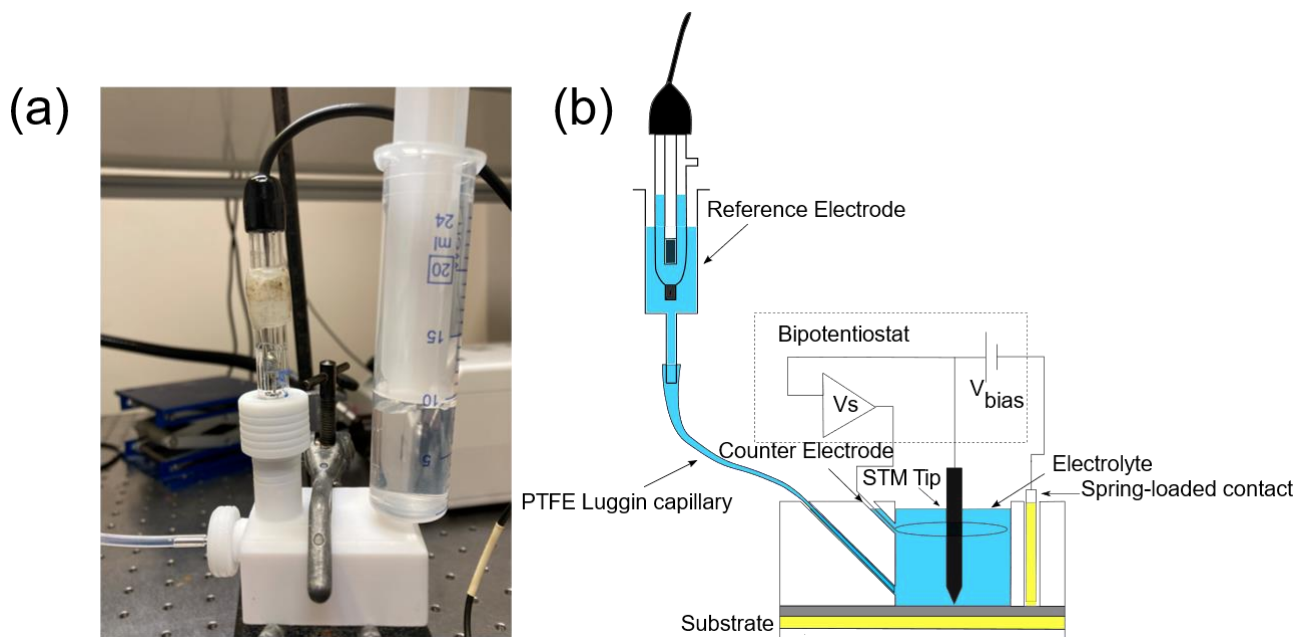 (a)
24
ml
20
15
10
5
(b)
Reference Electrode
Bipotentiostat
Vs
V
bias
Counter Electrode
STM Tip
Electrolyte
Spring-loaded contact
PTFE Luggin capillary
Substrate